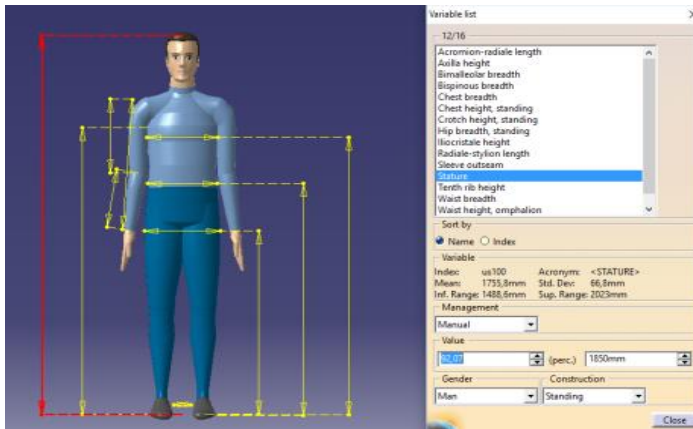 Variable list
12/16
Acromion-radiale length
Axilla height
Bimalleolar breadth
Bispinous breadth
Chest breadth
Chest height, standing
Crotch height, standing
Hip breadth, standing
Iliocristale height
Radiale-stylion length
Sleeve outseam
Stature
Tenth rib height
Waist breadth
Waist height, omphalion
Sort by
Name Index
Variable
Index: us100 Acronym: <STATURE>
Mean: 1755,8mm Std. Dev: 66,8mm
Inf. Range: 1488,6mm Sup. Range: 2023mm
Management
Manual
Value
92,07 (perc.) 1850mm
Gender Construction
Man Standing
Close